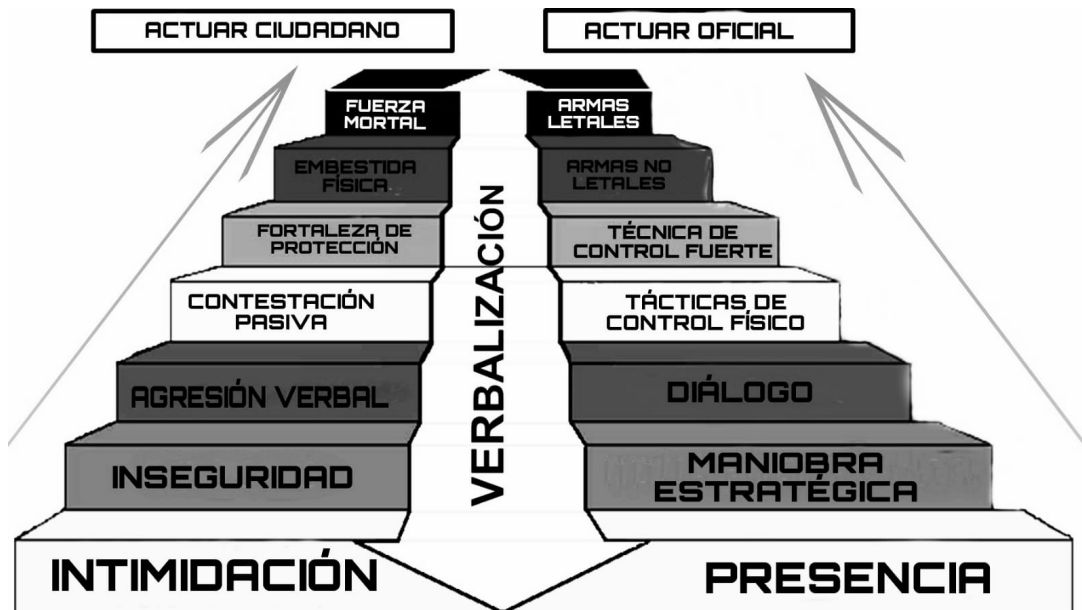 ACTUAR CIUDADANO
ACTUAR OFICIAL
FUERZA
MORTAL
ARMAS
LETALES
EMBESTIDA
FÍSICA
ARMAS NO
LETALES
FORTALEZA DE
PROTECCIÓN
TÉCNICA DE
CONTROL FUERTE
CONTESTACIÓN
PASIVA
TÁCTICAS DE
CONTROL FÍSICO
AGRESIÓN VERBAL
DIÁLOGO
INSEGURIDAD
MANIOBRA
ESTRATÉGICA
INTIMIDACIÓN
PRESENCIA
VERBALIZACIÓN